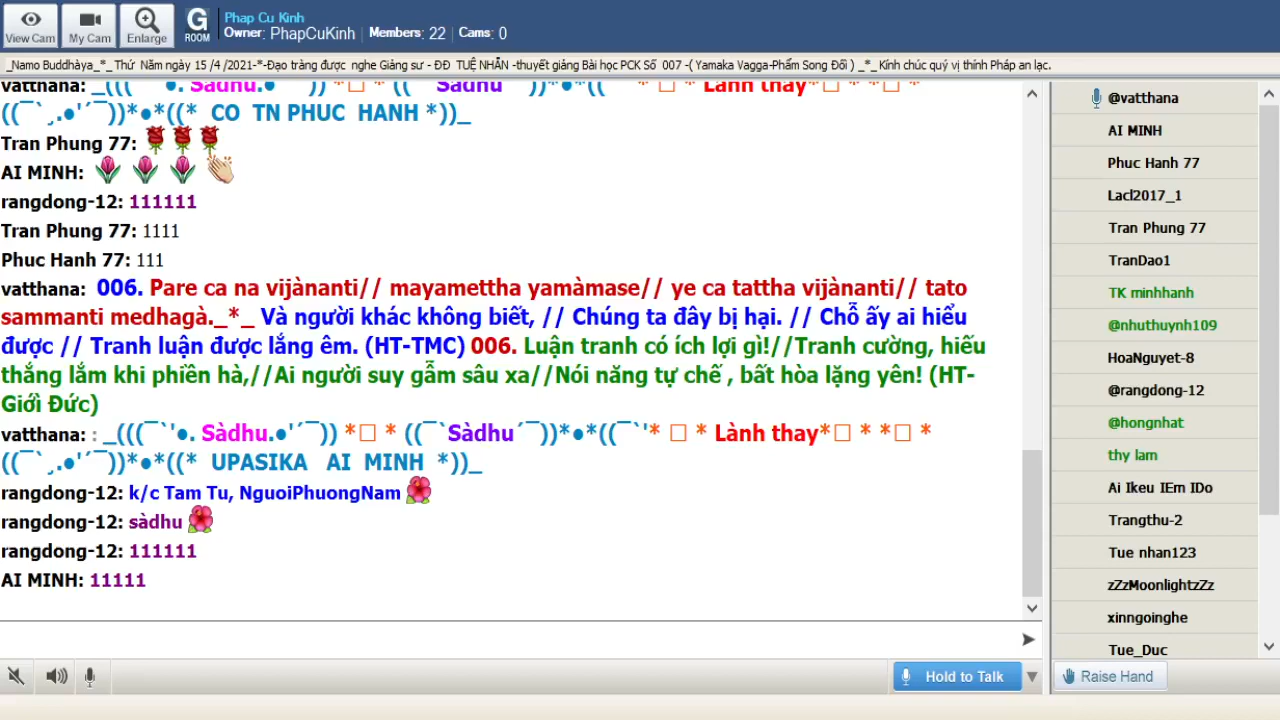 Phap Cu Kinh
Owner: PhapCuKinh Members: 22 Cams: 0
View Cam
My Cam
Enlarge
G
ROOM
_Namo Buddhàya_*_ Thứ Năm ngày 15 /4 /2021-*-Đạo tràng được nghe Giảng sư - ĐĐ TUỆ NHẪN -thuyết giảng Bài học PCK Số 007 -( Yamaka Vagga-Phẩm Song Đối ) _*_ Kính chúc quý vị thính Pháp an lạc.
vatthana: _(((¯`'●. Sàdhu.●'´¯)) *□ * ((¯`Sàdhu´¯))*●*((¯`'* □ * Lành thay*□ * *□ *
((¯`¸.●'´¯))*●*((* CO TN PHUC HANH *))_
Tran Phung 77:
AI MINH:
rangdong-12: 111111
Tran Phung 77: 1111
Phuc Hanh 77: 111
vatthana: 006. Pare ca na vijànanti// mayamettha yamàmase// ye ca tattha vijànanti// tato
sammanti medhagà._*_ Và người khác không biết, // Chúng ta đây bị hại. // Chỗ ấy ai hiểu
được // Tranh luận được lắng êm. (HT-TMC) 006. Luận tranh có ích lợi gì!//Tranh cường, hiếu
thắng lắm khi phiền hà,//Ai người suy gẫm sâu xa//Nói năng tự chế , bất hòa lặng yên! (HT-
Giới Đức)
vatthana: : _(((¯`'●. Sàdhu.●'´¯)) *□ * ((¯`Sàdhu´¯))*●*((¯`'* □ * Lành thay*□ * *□ *
((¯`¸.●'´¯))*●*((* UPASIKA AI MINH *))_
rangdong-12: k/c Tam Tu, NguoiPhuongNam
rangdong-12: sàdhu
rangdong-12: 111111
AI MINH: 11111
Hold to Talk
@vatthana
AI MINH
Phuc Hanh 77
Lacl2017_1
Tran Phung 77
TranDao1
TK minhhanh
@nhuthuynh109
HoaNguyet-8
@rangdong-12
@hongnhat
thy lam
Ai Ikeu IEm IDo
Trangthu-2
Tue nhan123
zZzMoonlightzZz
xinngoinghe
Tue_Duc
Raise Hand